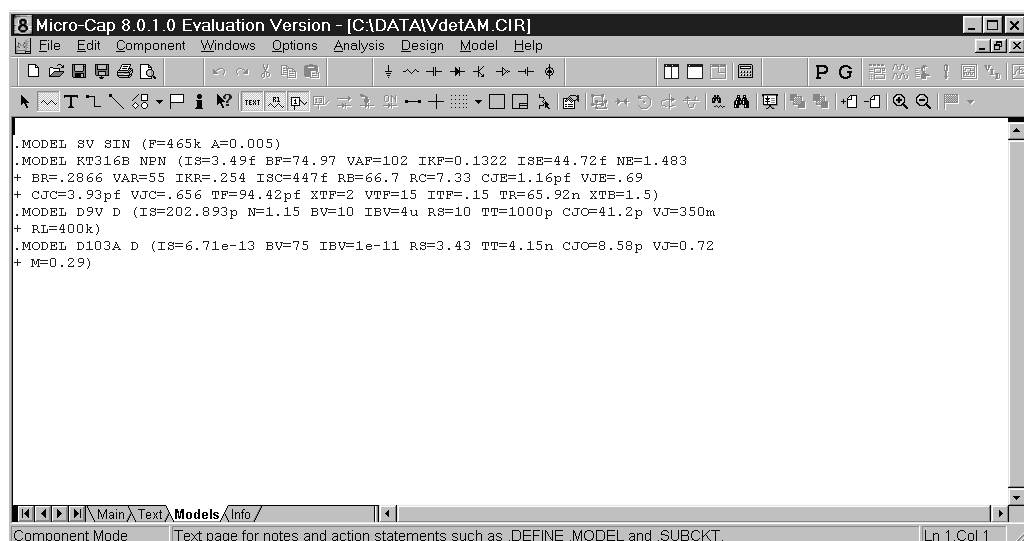 Micro-Cap 8.0.1.0 Evaluation Version - [C:\DATA\VdetAM.CIR]
File Edit Component Windows Options Analysis Design Model Help
P G
T TEXT
.MODEL SV SIN (F=465k A=0.005)
.MODEL KT316B NPN (IS=3.49f BF=74.97 VAF=102 IKF=0.1322 ISE=44.72f NE=1.483
+ BR=.2866 VAR=55 IKR=.254 ISC=447f RB=66.7 RC=7.33 CJE=1.16pf VJE=.69
+ CJC=3.93pf VJC=.656 TF=94.42pf XTF=2 VTF=15 ITF=.15 TR=65.92n XTB=1.5)
.MODEL D9V D (IS=202.893p N=1.15 BV=10 IBV=4u RS=10 TT=1000p CJO=41.2p VJ=350m
+ RL=400k)
.MODEL D103A D (IS=6.71e-13 BV=75 IBV=1e-11 RS=3.43 TT=4.15n CJO=8.58p VJ=0.72
+ M=0.29)
Main Text Models Info
Component Mode Text page for notes and action statements such as .DEFINE .MODEL and .SUBCKT. Ln 1 Col 1